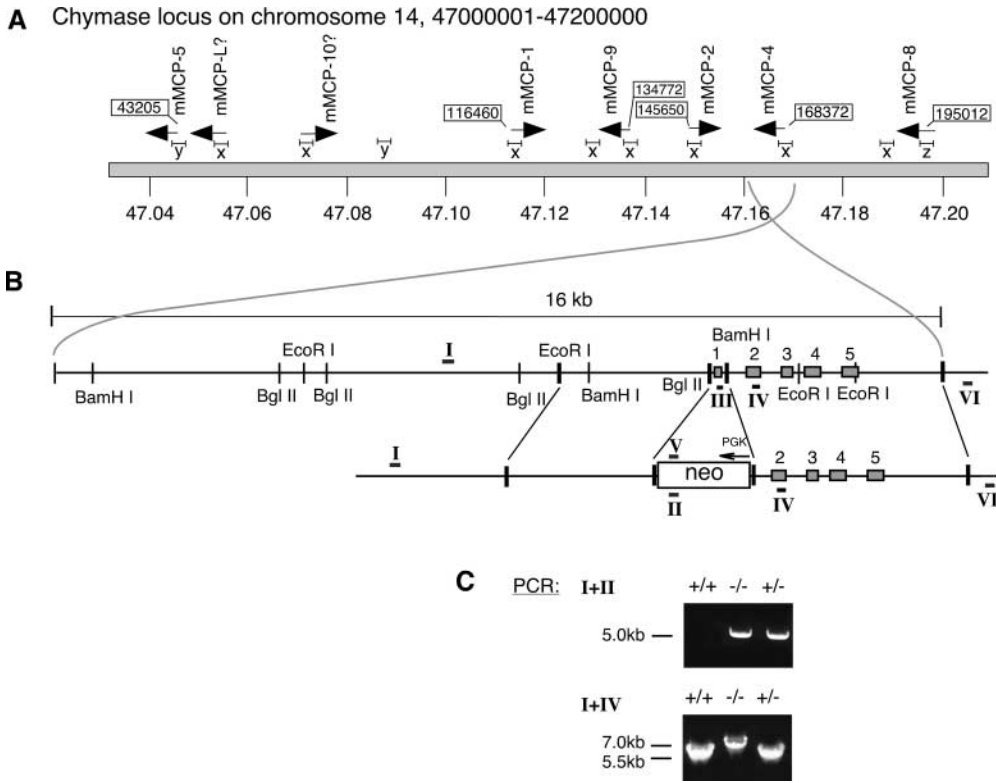 A Chymase locus on chromosome 14, 47000001-47200000
mMCP-5
mMCP-L?
mMCP-10?
mMCP-1
mMCP-9
mMCP-2
mMCP-4
mMCP-8
43205
116460
134772
145650
168372
195012
y x x y x x x x x x z
47.04 47.06 47.08 47.10 47.12 47.14 47.16 47.18 47.20
B
16 kb
BamH I
EcoR I I EcoR I 1 2 3 4 5
BamH I Bgl II Bgl II Bgl II BamH I Bgl II III IV EcoR I EcoR I VI
I V PGK 2 3 4 5
neo
II IV VI
C PCR: I+II +/+ -/- +/-
5.0kb
I+IV +/+ -/- +/-
7.0kb
5.5kb